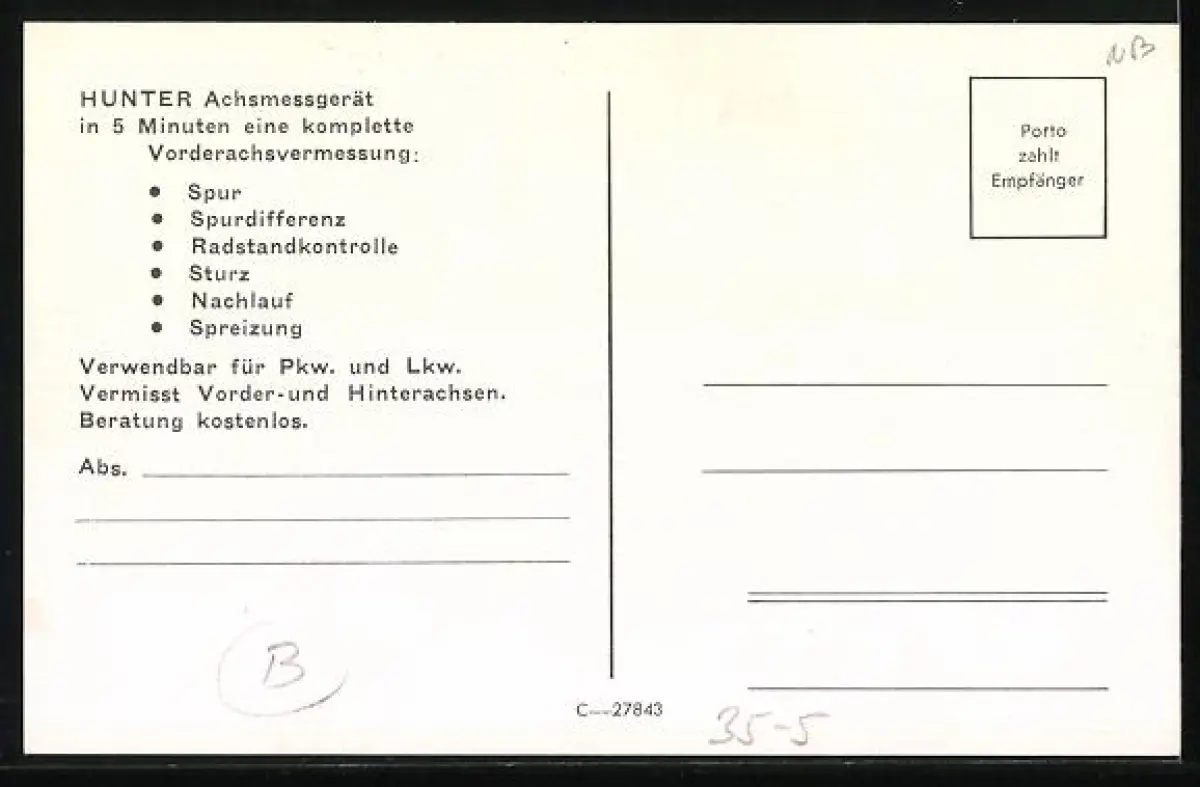 HUNTER Achsmessgerät
in 5 Minuten eine komplette
Vorderachsvermessung:
• Spur
• Spurdifferenz
• Radstandkontrolle
• Sturz
• Nachlauf
• Spreizung
Verwendbar für Pkw. und Lkw.
Vermisst Vorder-und Hinterachsen.
Beratung kostenlos.
Abs.
B
C—27843
NB
Porto
zahlt
Empfänger
35-5